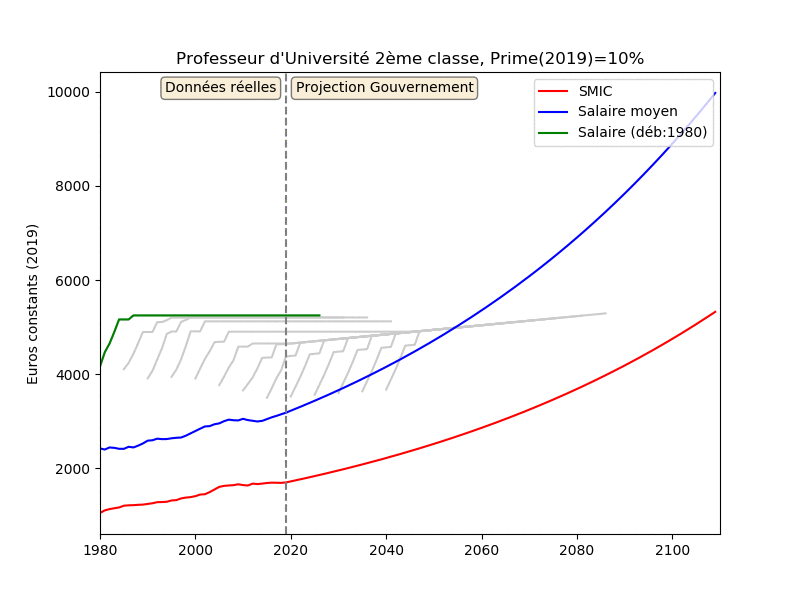 Professeur d'Université 2ème classe, Prime(2019)=10%
Données réelles
Projection Gouvernement
SMIC
Salaire moyen
Salaire (déb:1980)
Euros constants (2019)
10000
8000
6000
4000
2000
1980
2000
2020
2040
2060
2080
2100